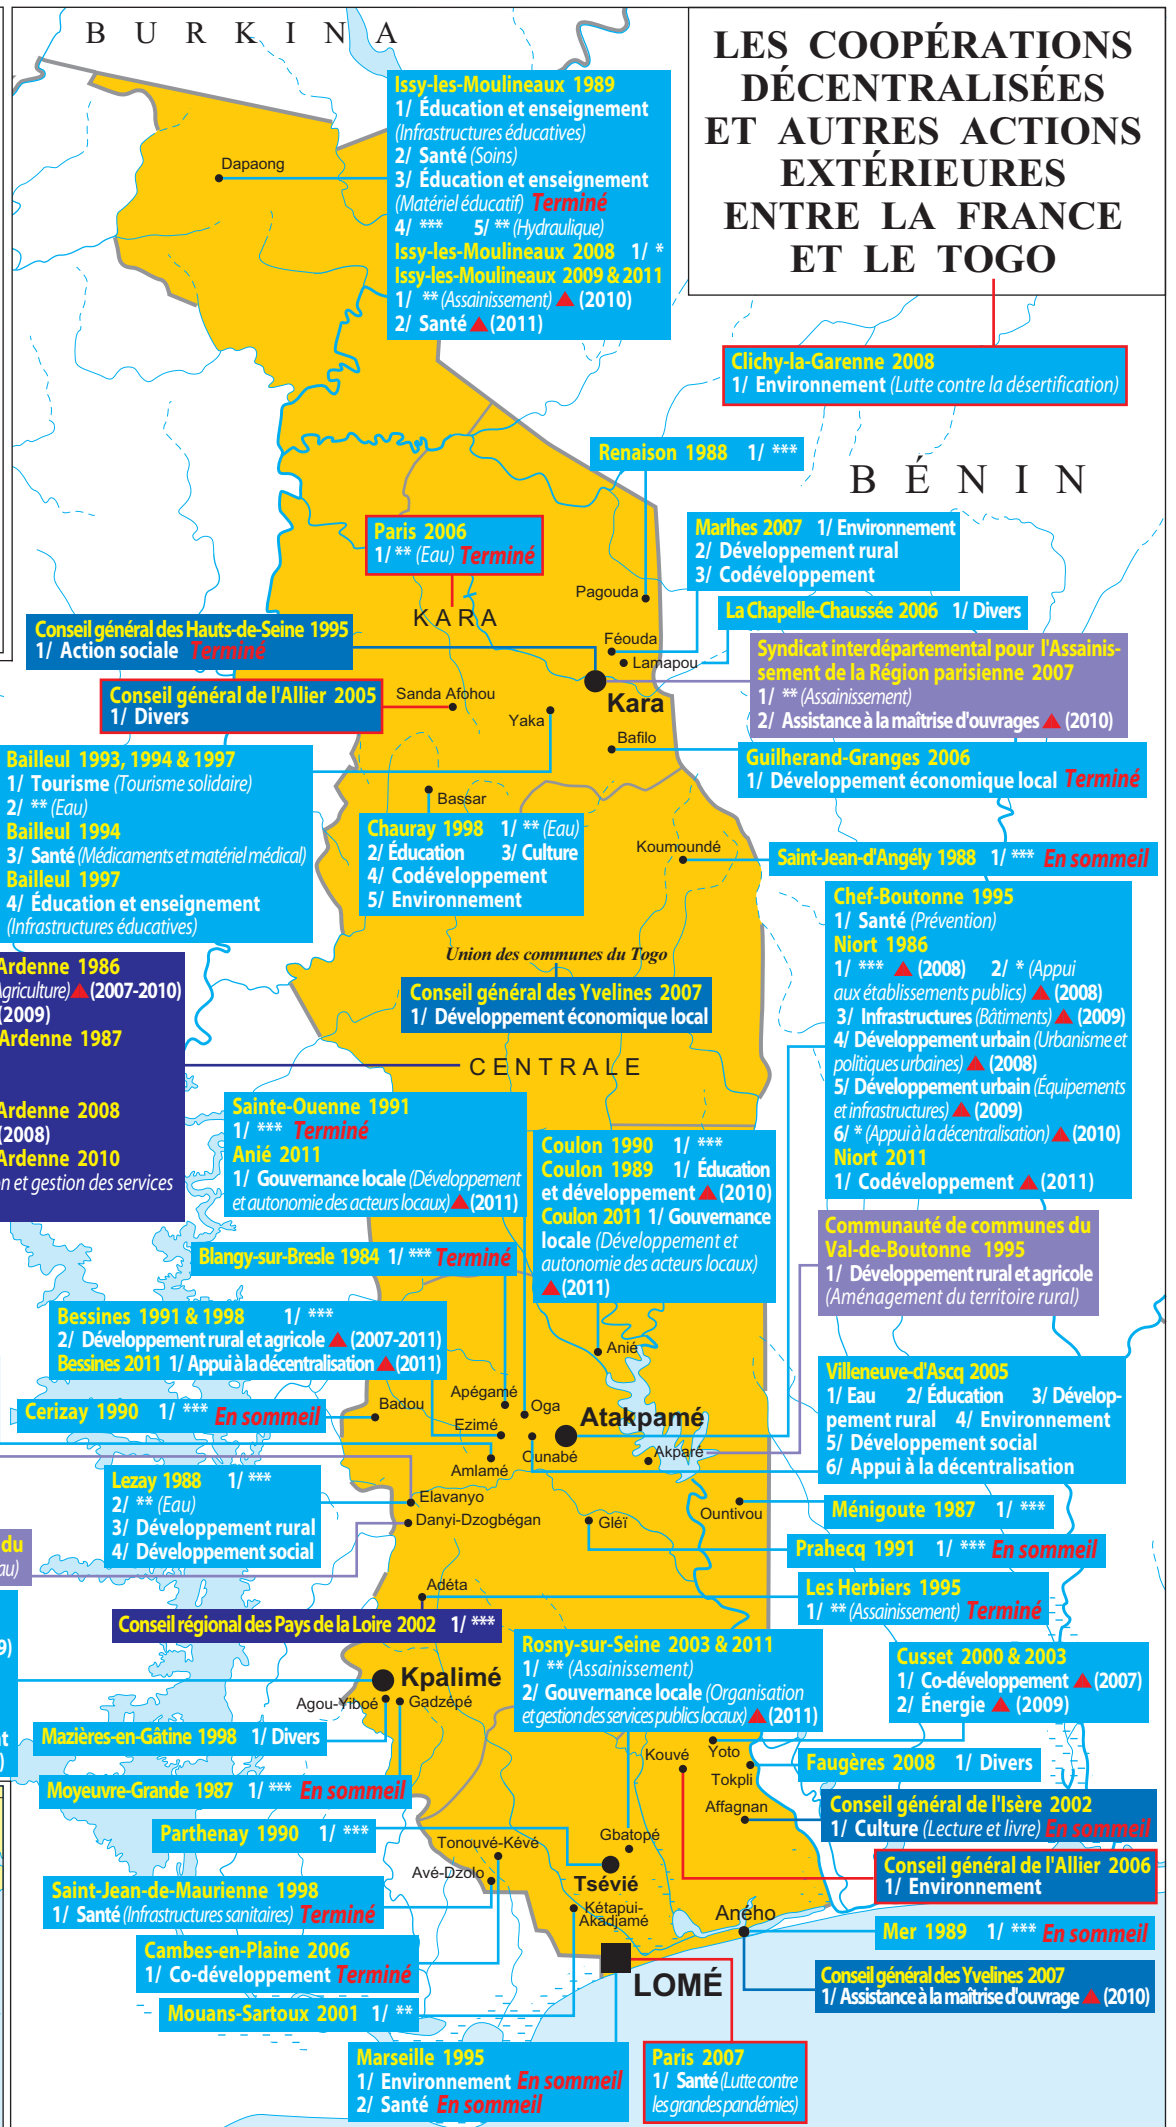 BURKINA
LES COOPÉRATIONS
DÉCENTRALISÉES
ET AUTRES ACTIONS
EXTÉRIEURES
ENTRE LA FRANCE
ET LE TOGO
Issy-les-Moulineaux 1989
1/ Éducation et enseignement
(Infrastructures éducatives)
2/ Santé (Soins)
3/ Éducation et enseignement
(Matériel éducatif) Terminé
4/ *** 5/ ** (Hydraulique)
Issy-les-Moulineaux 2008 1/ *
Issy-les-Moulineaux 2009 & 2011
1/ ** (Assainissement) ▲ (2010)
2/ Santé ▲ (2011)
Dapaong
Clichy-la-Garenne 2008
1/ Environnement (Lutte contre la désertification)
Renaison 1988 1/ ***
BÉNIN
Paris 2006
1/ ** (Eau) Terminé
Marlhes 2007 1/ Environnement
2/ Développement rural
3/ Codéveloppement
Pagouda
KARA
La Chapelle-Chaussée 2006 1/ Divers
Conseil général des Hauts-de-Seine 1995
1/ Action sociale Terminé
Féouda
Lamapou
Syndicat interdépartemental pour l'Assainis-
sement de la Région parisienne 2007
1/ ** (Assainissement)
2/ Assistance à la maîtrise d'ouvrages ▲ (2010)
Conseil général de l'Allier 2005
1/ Divers
Sanda Afohou
Kara
Yaka
Bafilo
Guilherand-Granges 2006
1/ Développement économique local Terminé
Bailleul 1993, 1994 & 1997
1/ Tourisme (Tourisme solidaire)
2/ ** (Eau)
Bailleul 1994
3/ Santé (Médicaments et matériel médical)
Bailleul 1997
4/ Éducation et enseignement
(Infrastructures éducatives)
Bassar
Chauray 1998 1/ ** (Eau)
2/ Éducation 3/ Culture
4/ Codéveloppement
5/ Environnement
Koumoundé
Saint-Jean-d'Angély 1988 1/ *** En sommeil
Chef-Boutonne 1995
1/ Santé (Prévention)
Niort 1986
1/ *** ▲ (2008) 2/ * (Appui
aux établissements publics) ▲ (2008)
3/ Infrastructures (Bâtiments) ▲ (2009)
4/ Développement urbain (Urbanisme et
politiques urbaines) ▲ (2008)
5/ Développement urbain (Équipements
et infrastructures) ▲ (2009)
6/ * (Appui à la décentralisation) ▲ (2010)
Niort 2011
1/ Codéveloppement ▲ (2011)
Union des communes du Togo
Conseil général des Yvelines 2007
1/ Développement économique local
Ardenne 1986
Agriculture) ▲ (2007-2010)
(2009)
Ardenne 1987
Ardenne 2008
(2008)
Ardenne 2010
on et gestion des services
CENTRALE
Sainte-Ouenne 1991
1/ *** Terminé
Anié 2011
1/ Gouvernance locale (Développement
et autonomie des acteurs locaux) ▲ (2011)
Coulon 1990 1/ ***
Coulon 1989 1/ Éducation
et développement ▲ (2010)
Coulon 2011 1/ Gouvernance
locale (Développement et
autonomie des acteurs locaux)
▲ (2011)
Communauté de communes du
Val-de-Boutonne 1995
1/ Développement rural et agricole
(Aménagement du territoire rural)
Blangy-sur-Bresle 1984 1/ *** Terminé
Bessines 1991 & 1998 1/ ***
2/ Développement rural et agricole ▲ (2007-2011)
Bessines 2011 1/ Appui à la décentralisation ▲ (2011)
Anié
Villeneuve-d'Ascq 2005
1/ Eau 2/ Éducation 3/ Dévelop-
pement rural 4/ Environnement
5/ Développement social
6/ Appui à la décentralisation
Cerizay 1990 1/ *** En sommeil
Badou
Apégamé
Oga
Ezimé
Atakpamé
Ounabé
Akparé
Amlamé
Lezay 1988 1/ ***
2/ ** (Eau)
3/ Développement rural
4/ Développement social
Elavanyo
Danyi-Dzogbégan
Gléï
Ountivou
Ménigoute 1987 1/ ***
Prahecq 1991 1/ *** En sommeil
du
au)
Adéta
Les Herbiers 1995
1/ ** (Assainissement) Terminé
Conseil régional des Pays de la Loire 2002 1/ ***
9)
nt
)
Rosny-sur-Seine 2003 & 2011
1/ ** (Assainissement)
2/ Gouvernance locale (Organisation
et gestion des services publics locaux) ▲ (2011)
Cusset 2000 & 2003
1/ Co-développement ▲ (2007)
2/ Énergie ▲ (2009)
Kpalimé
Agou-Yiboé
Gadzépé
Mazières-en-Gâtine 1998 1/ Divers
Kouvé
Yoto
Tokpli
Faugères 2008 1/ Divers
Moyeuvre-Grande 1987 1/ *** En sommeil
Affagnan
Conseil général de l'Isère 2002
1/ Culture (Lecture et livre) En sommeil
Parthenay 1990 1/ ***
Tonouvé-Kévé
Gbatopé
Avé-Dzolo
Tsévié
Conseil général de l'Allier 2006
1/ Environnement
Saint-Jean-de-Maurienne 1998
1/ Santé (Infrastructures sanitaires) Terminé
Kétapui-
Akadjamé
Aného
Mer 1989 1/ *** En sommeil
Cambes-en-Plaine 2006
1/ Co-développement Terminé
LOMÉ
Conseil général des Yvelines 2007
1/ Assistance à la maîtrise d'ouvrage ▲ (2010)
Mouans-Sartoux 2001 1/ **
Marseille 1995
1/ Environnement En sommeil
2/ Santé En sommeil
Paris 2007
1/ Santé (Lutte contre
les grandes pandémies)